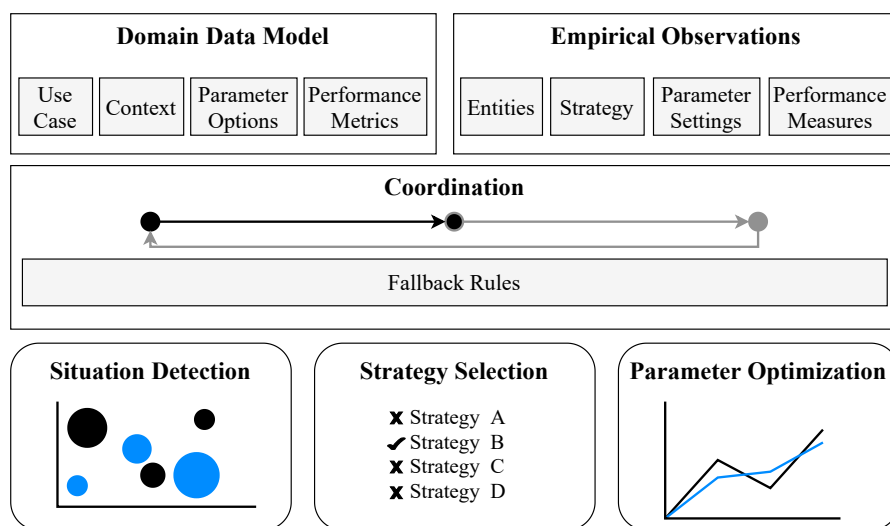 Domain Data Model
Use
Case
Context
Parameter
Options
Performance
Metrics
Empirical Observations
Entities
Strategy
Parameter
Settings
Performance
Measures
Coordination
Fallback Rules
Situation Detection
Strategy Selection
Strategy A
Strategy B
Strategy C
Strategy D
Parameter Optimization